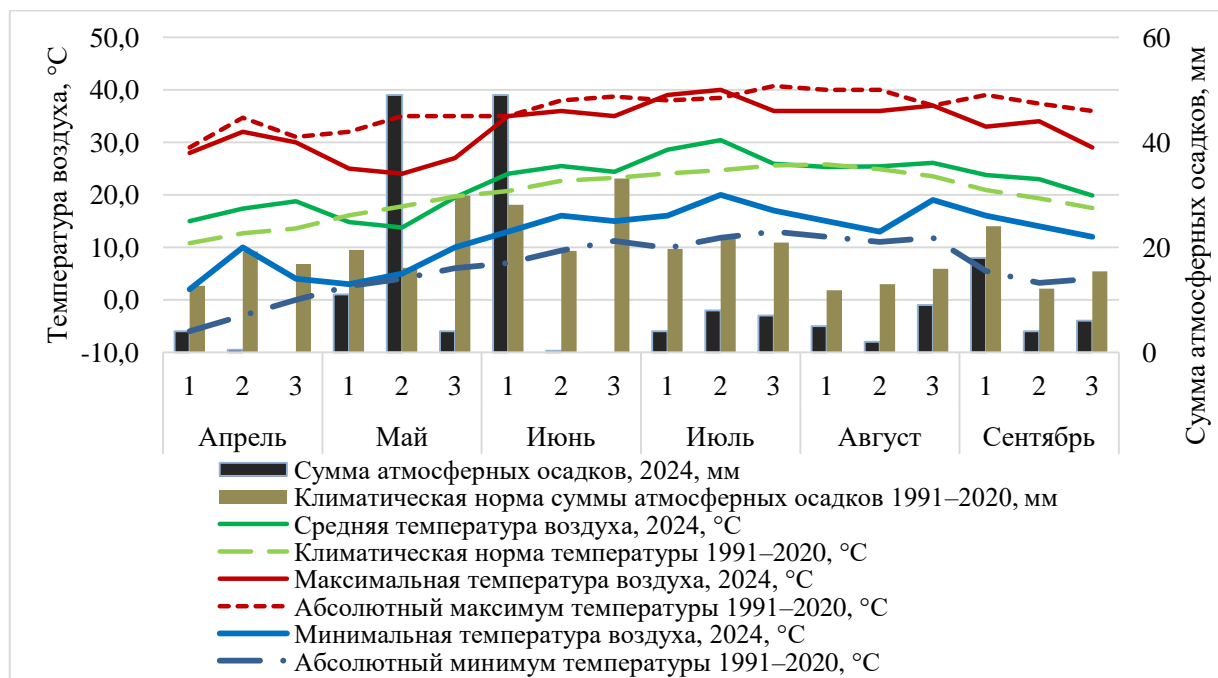 Температура воздуха, °С
50,0
40,0
30,0
20,0
10,0
0,0
-10,0
60
40
20
0
Сумма атмосферных осадков, мм
1 2 3 1 2 3 1 2 3 1 2 3 1 2 3 1 2 3
Апрель Май Июнь Июль Август Сентябрь
Сумма атмосферных осадков, 2024, мм
Климатическая норма суммы атмосферных осадков 1991–2020, мм
Средняя температура воздуха, 2024, °С
Климатическая норма температуры 1991–2020, °С
Максимальная температура воздуха, 2024, °С
Абсолютный максимум температуры 1991–2020, °С
Минимальная температура воздуха, 2024, °С
Абсолютный минимум температуры 1991–2020, °С